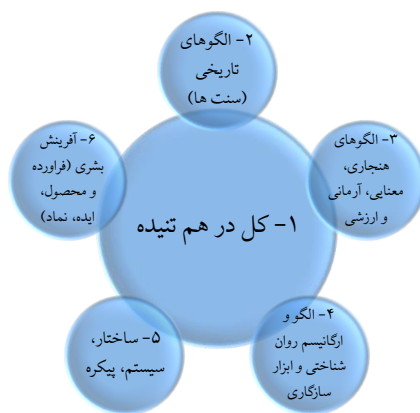 ۱- کل در هم تنیده
۲- الگوهای
تاریخی
(سنت ها)
۳- الگوهای
هنجاری،
معنایی، آرمانی
و ارزشی
۴- الگو و
ارگانیسم روان
شناختی و ابزار
سازگاری
۵- ساختار،
سیستم، پیکره
۶- آفرینش
بشری (فراورده
و محصول،
ایده، نماد)